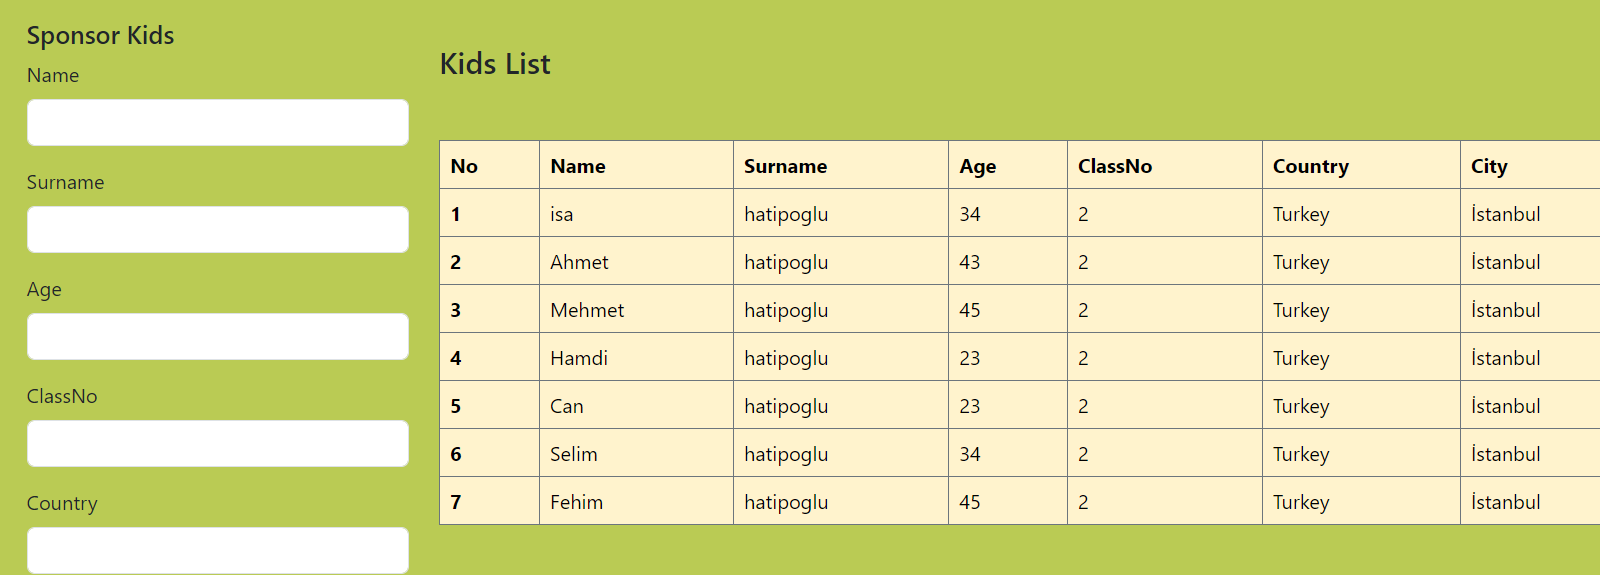 Sponsor Kids
Name
Surname
Age
ClassNo
Country
Kids List
No Name Surname Age ClassNo Country City
1 isa hatipoglu 34 2 Turkey İstanbul
2 Ahmet hatipoglu 43 2 Turkey İstanbul
3 Mehmet hatipoglu 45 2 Turkey İstanbul
4 Hamdi hatipoglu 23 2 Turkey İstanbul
5 Can hatipoglu 23 2 Turkey İstanbul
6 Selim hatipoglu 34 2 Turkey İstanbul
7 Fehim hatipoglu 45 2 Turkey İstanbul